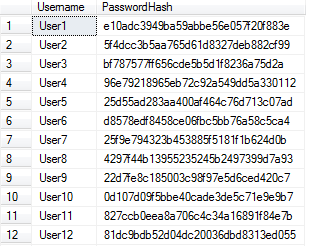 Username PasswordHash
1 User1 e10adc3949ba59abbe56e057f20f883e
2 User2 5f4dcc3b5aa765d61d8327deb882cf99
3 User3 bf787577ff656cde5b5d1f8236a75d2a
4 User4 96e79218965eb72c92a549dd5a330112
5 User5 25d55ad283aa400af464c76d713c07ad
6 User6 d8578edf8458ce06fbc5bb76a58c5ca4
7 User7 25f9e794323b453885f5181f1b624d0b
8 User8 4297f44b13955235245b2497399d7a93
9 User9 22d7fe8c185003c98f97e5d6ced420c7
10 User10 0d107d09f5bbe40cade3de5c71e9e9b7
11 User11 827ccb0eea8a706c4c34a16891f84e7b
12 User12 81dc9bdb52d04dc20036dbd8313ed055